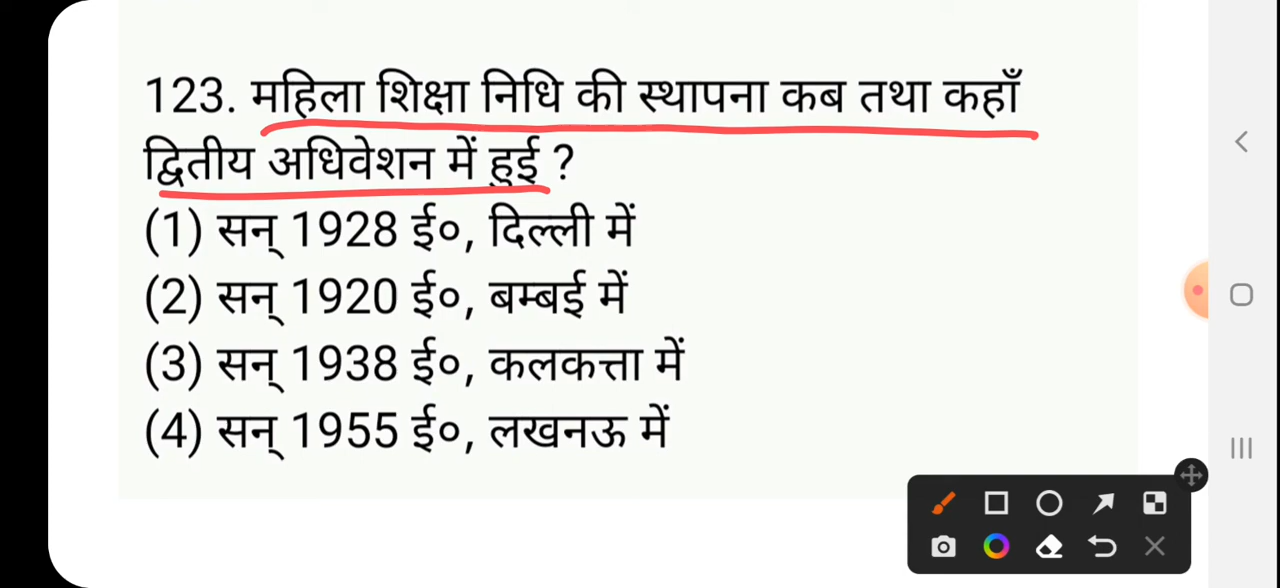 123. महिला शिक्षा निधि की स्थापना कब तथा कहाँ
द्वितीय अधिवेशन में हुई ?
(1) सन् 1928 ई०, दिल्ली में
(2) सन् 1920 ई०, बम्बई में
(3) सन् 1938 ई०, कलकत्ता में
(4) सन् 1955 ई०, लखनऊ में